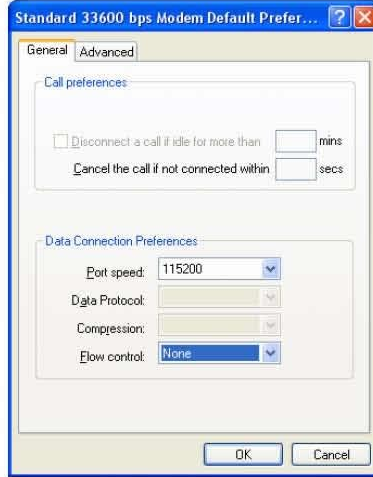 Standard 33600 bps Modem Default Prefer...
General Advanced
Call preferences
Disconnect a call if idle for more than mins
Cancel the call if not connected within secs
Data Connection Preferences
Port speed: 115200
Data Protocol:
Compression:
Flow control: None
OK Cancel